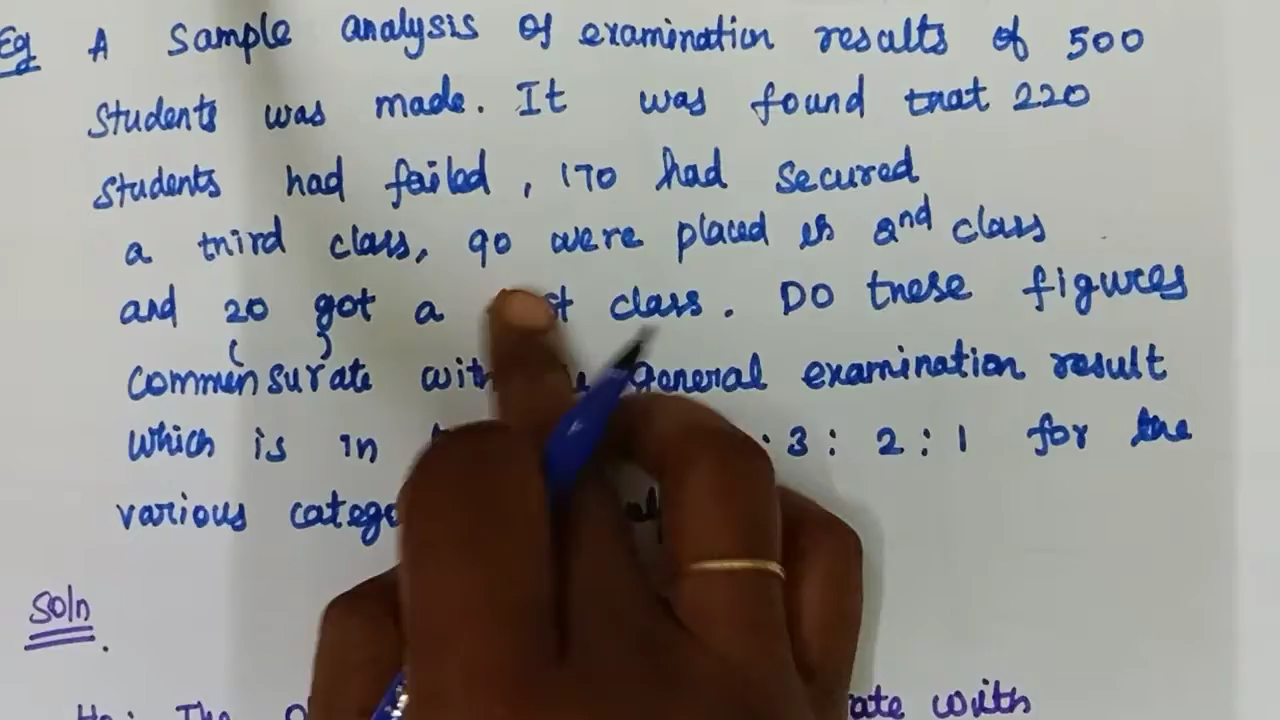 Eg A sample analysis of examination results of 500
students was made. It was found that 220
students had failed, 170 had secured
a third class, 90 were placed in 2nd class
and 20 got a class. Do these figures
commensurate general examination result
which is in : 3 : 2 : 1 for the
various
Soln
Ho: The with